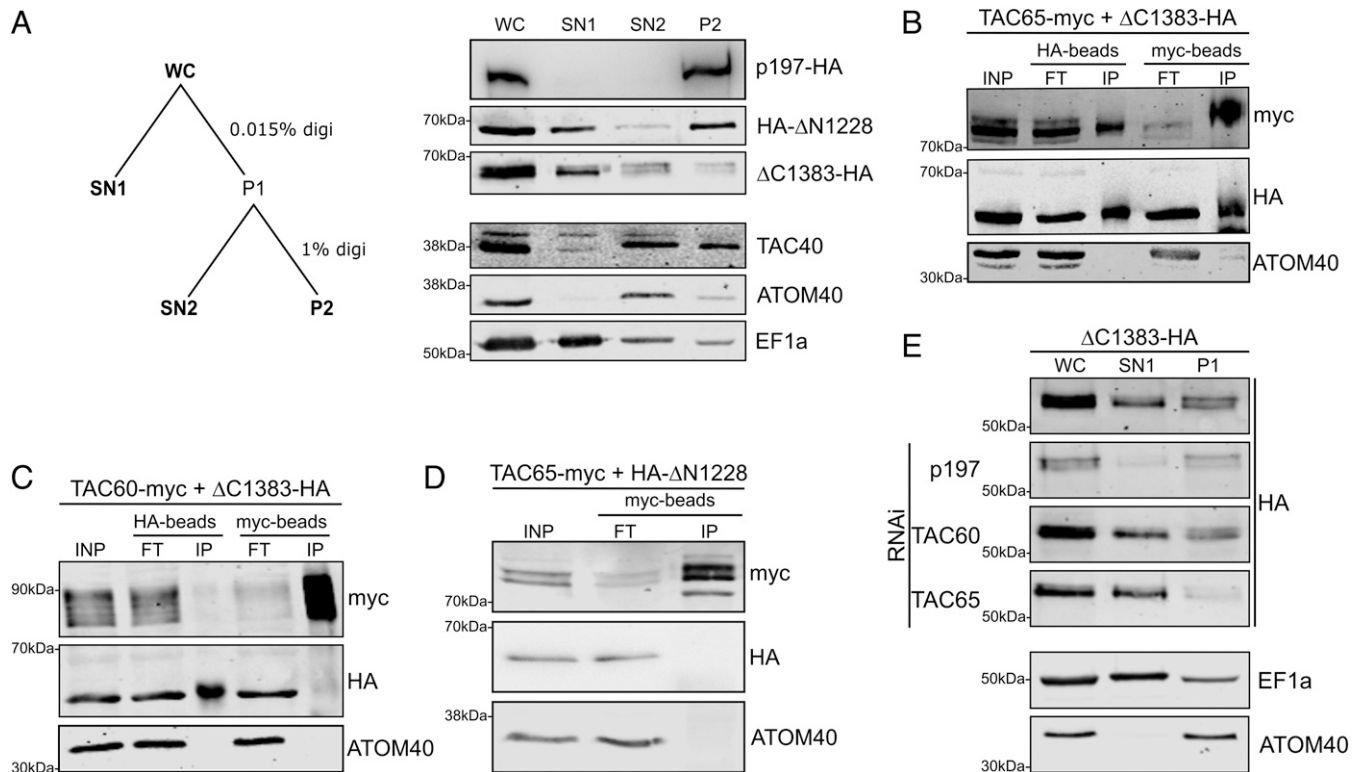 A
WC
0.015% digi
SN1
P1
1% digi
SN2
P2
WC SN1 SN2 P2
p197-HA
70kDa- HA-ΔN1228
70kDa- ΔC1383-HA
38kDa- TAC40
38kDa- ATOM40
50kDa- EF1a
B
TAC65-myc + ΔC1383-HA
HA-beads myc-beads
INP FT IP FT IP
70kDa- myc
70kDa- HA
30kDa- ATOM40
C
TAC60-myc + ΔC1383-HA
HA-beads myc-beads
INP FT IP FT IP
90kDa- myc
70kDa- HA
30kDa- ATOM40
D
TAC65-myc + HA-ΔN1228
myc-beads
INP FT IP
70kDa- myc
70kDa- HA
38kDa- ATOM40
E
ΔC1383-HA
WC SN1 P1
50kDa-
RNAi
p197 50kDa-
TAC60 50kDa-
TAC65 50kDa-
HA
50kDa- EF1a
30kDa- ATOM40